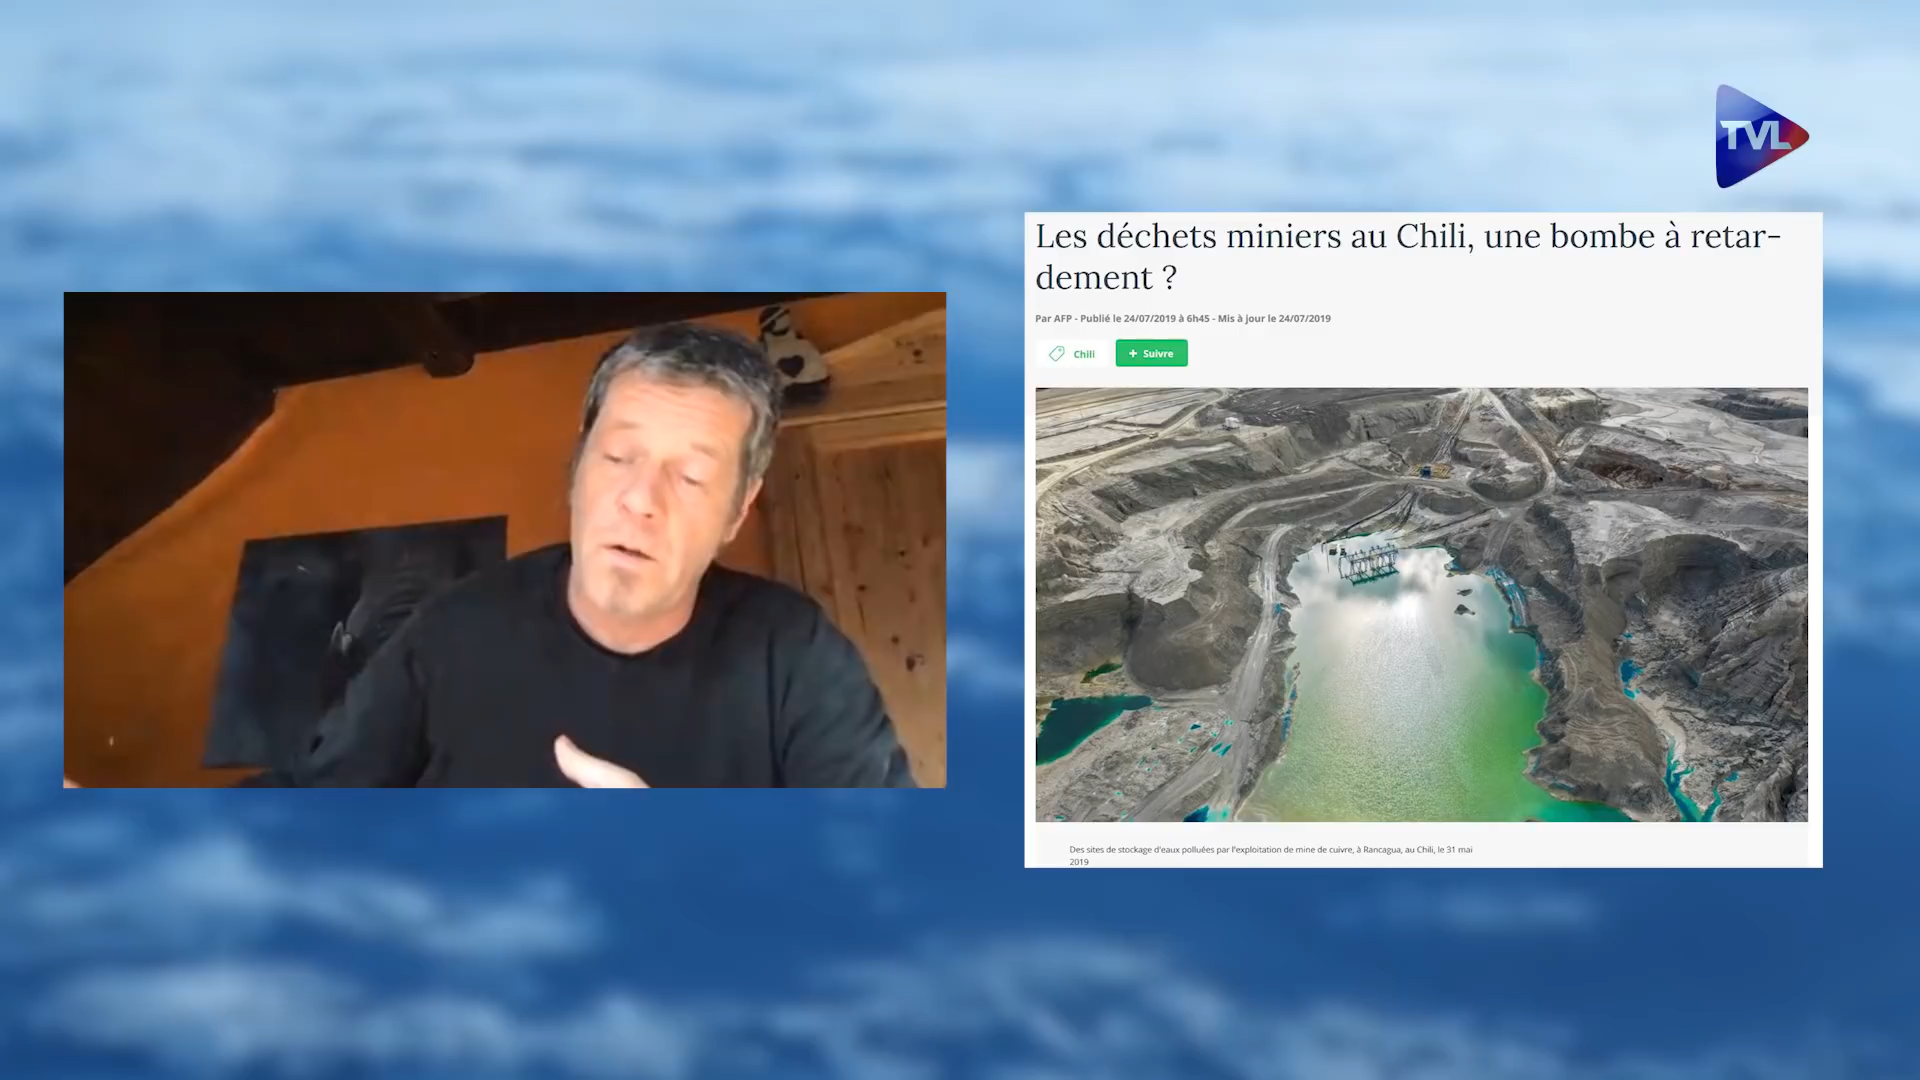 TVL
Les déchets miniers au Chili, une bombe à retar-
dement ?
Par AFP - Publié le 24/07/2019 à 6h45 - Mis à jour le 24/07/2019
Chili
+ Suivre
Des sites de stockage d'eaux polluées par l'exploitation de mine de cuivre, à Rancagua, au Chili, le 31 mai
2019